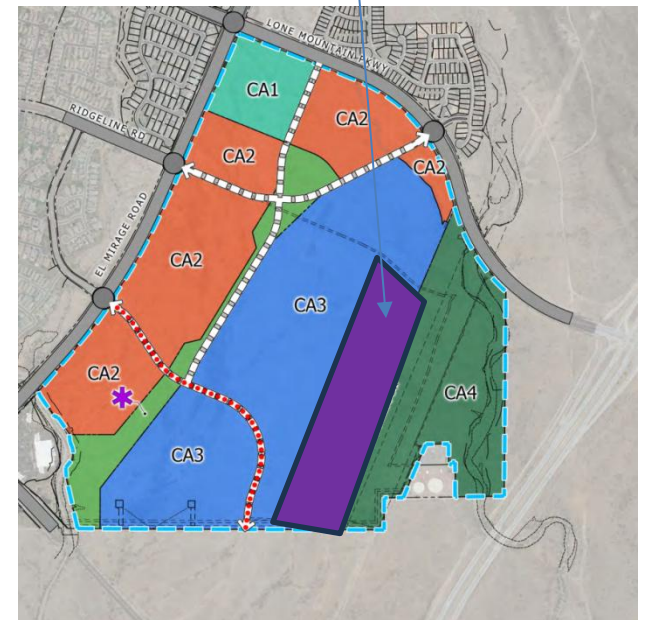 LONE MOUNTAIN PKWY
CA1
CA2
RIDGELINE RD
CA2
CA2
EL MIRAGE ROAD
CA2
CA3
CA2
CA4
CA3